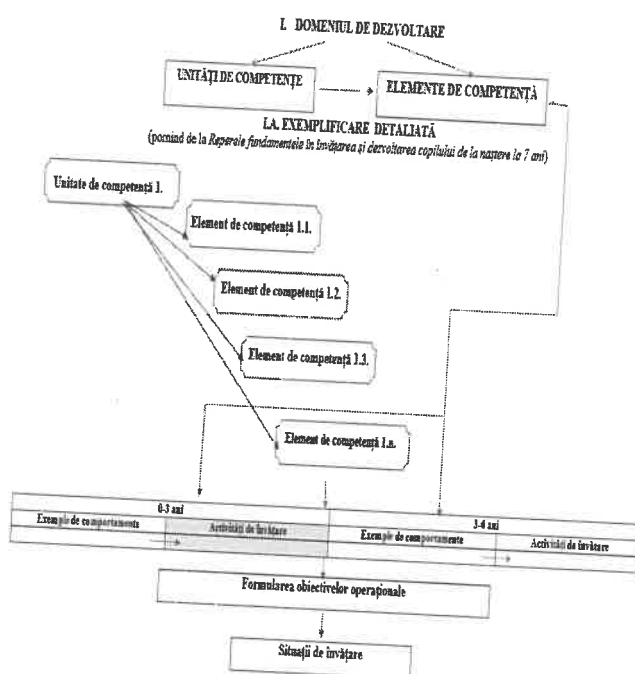 I. DOMENIUL DE DEZVOLTARE
UNITĂȚI DE COMPETENȚE
ELEMENTE DE COMPETENȚĂ
I.A. EXEMPLIFICARE DETALIATĂ
(pornind de la Reperele fundamentele în învățarea și dezvoltarea copilului de la naștere la 7 ani)
Unitate de competență 1.
Element de competență 1.1.
Element de competență 1.2.
Element de competență 1.3.
Element de competență 1.n.
0-3 ani
3-6 ani
Exemple de comportamente
Activități de învățare
Exemple de comportamente
Activități de învățare
Formularea obiectivelor operaționale
Situații de învățare